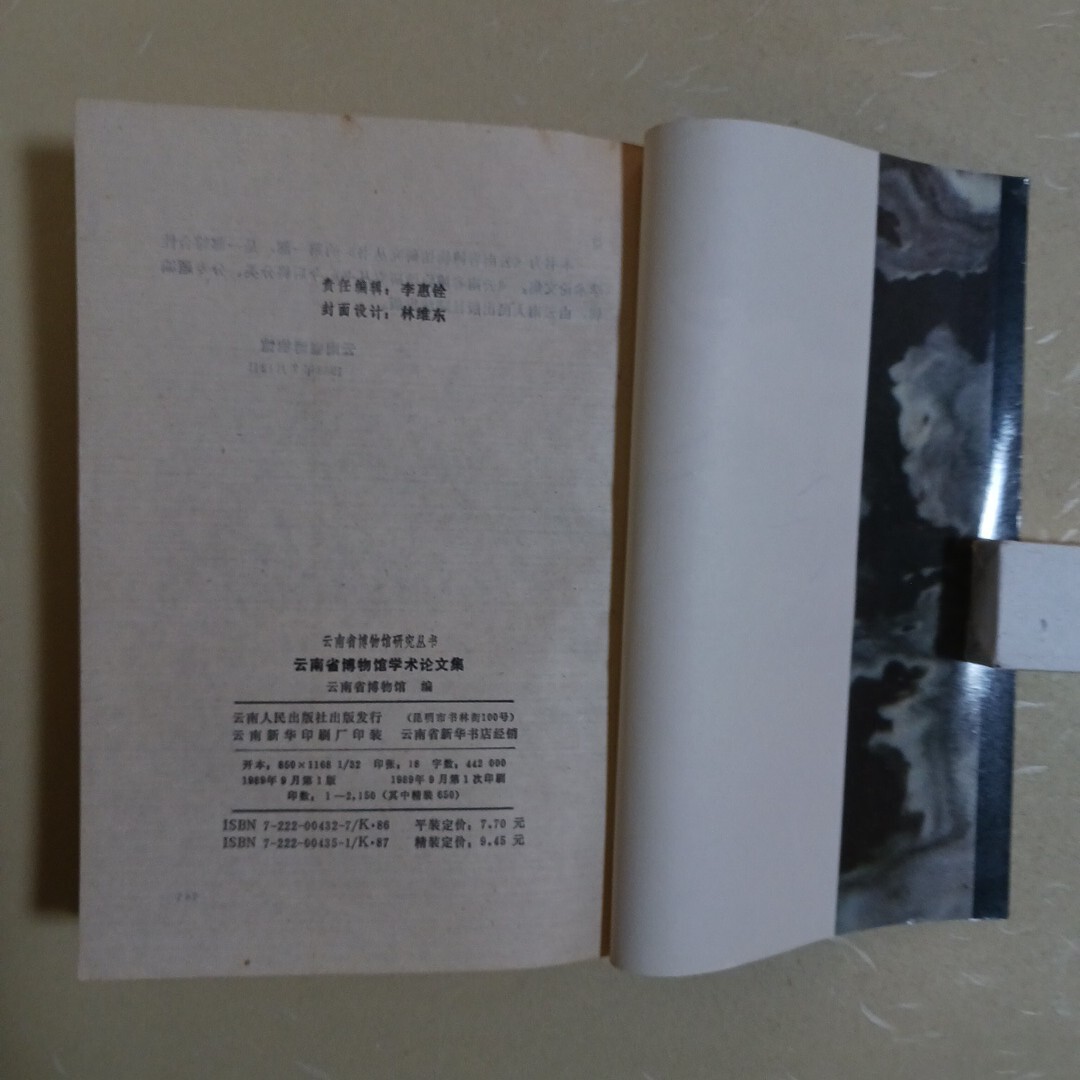 责任编辑：李惠铨
封面设计：林维东
云南省博物馆研究丛书
云南省博物馆学术论文集
云南省博物馆 编
云南人民出版社出版发行 （昆明市书林街100号）
云南新华印刷厂印装 云南省新华书店经销
开本：850×1168 1/32 印张：18 字数：442 000
1989年9月第1版 1989年9月第1次印刷
印数：1—2,150（其中精装650）
ISBN 7-222-00432-7/K·86 平装定价：7.70 元
ISBN 7-222-00435-1/K·87 精装定价：9.45 元